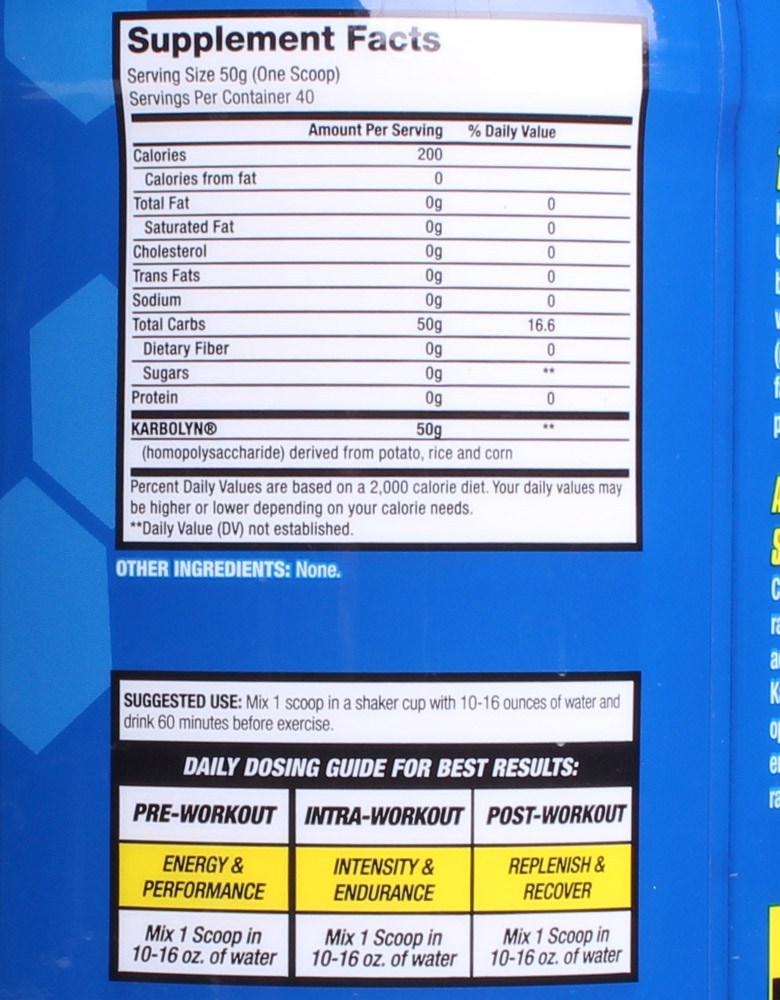 Supplement Facts
Serving Size 50g (One Scoop)
Servings Per Container 40
Amount Per Serving % Daily Value
Calories 200
Calories from fat 0
Total Fat 0g 0
Saturated Fat 0g 0
Cholesterol 0g 0
Trans Fats 0g 0
Sodium 0g 0
Total Carbs 50g 16.6
Dietary Fiber 0g 0
Sugars 0g **
Protein 0g 0
KARBOLYN® 50g **
(homopolysaccharide) derived from potato, rice and corn
Percent Daily Values are based on a 2,000 calorie diet. Your daily values may
be higher or lower depending on your calorie needs.
**Daily Value (DV) not established.
OTHER INGREDIENTS: None.
SUGGESTED USE: Mix 1 scoop in a shaker cup with 10-16 ounces of water and
drink 60 minutes before exercise.
DAILY DOSING GUIDE FOR BEST RESULTS:
PRE-WORKOUT INTRA-WORKOUT POST-WORKOUT
ENERGY & INTENSITY & REPLENISH &
PERFORMANCE ENDURANCE RECOVER
Mix 1 Scoop in Mix 1 Scoop in Mix 1 Scoop in
10-16 oz. of water 10-16 oz. of water 10-16 oz. of water